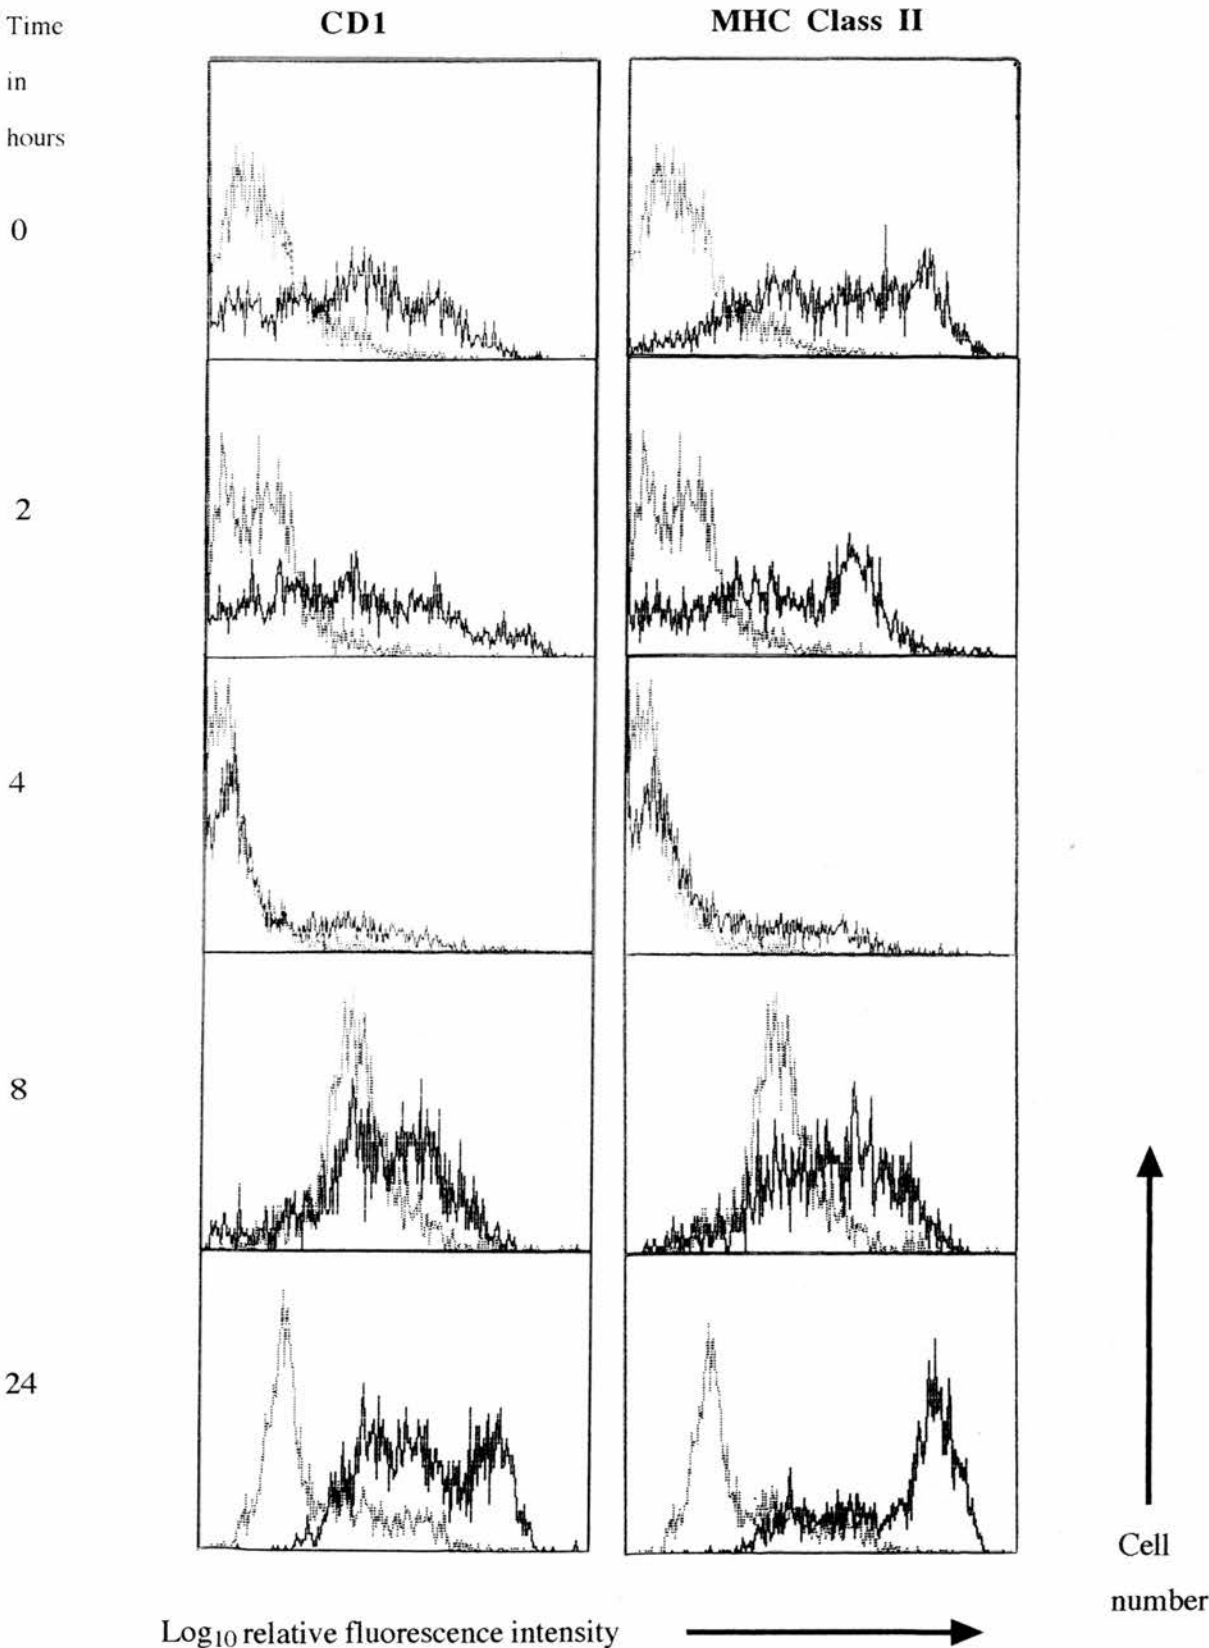 Time
in
hours
CD1
MHC Class II
0
2
4
8
24
Cell
number
Log10 relative fluorescence intensity